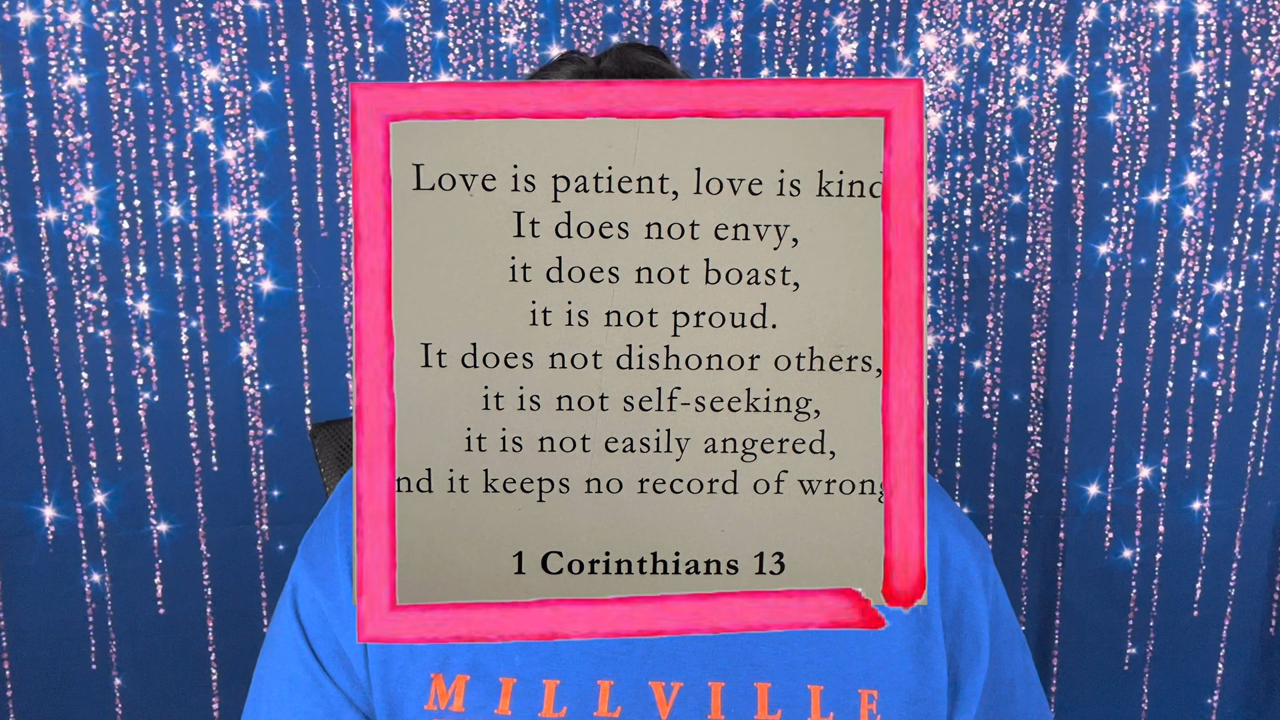 Love is patient, love is kind
It does not envy,
it does not boast,
it is not proud.
It does not dishonor others,
it is not self-seeking,
it is not easily angered,
nd it keeps no record of wrong
1 Corinthians 13
MILLVILLE